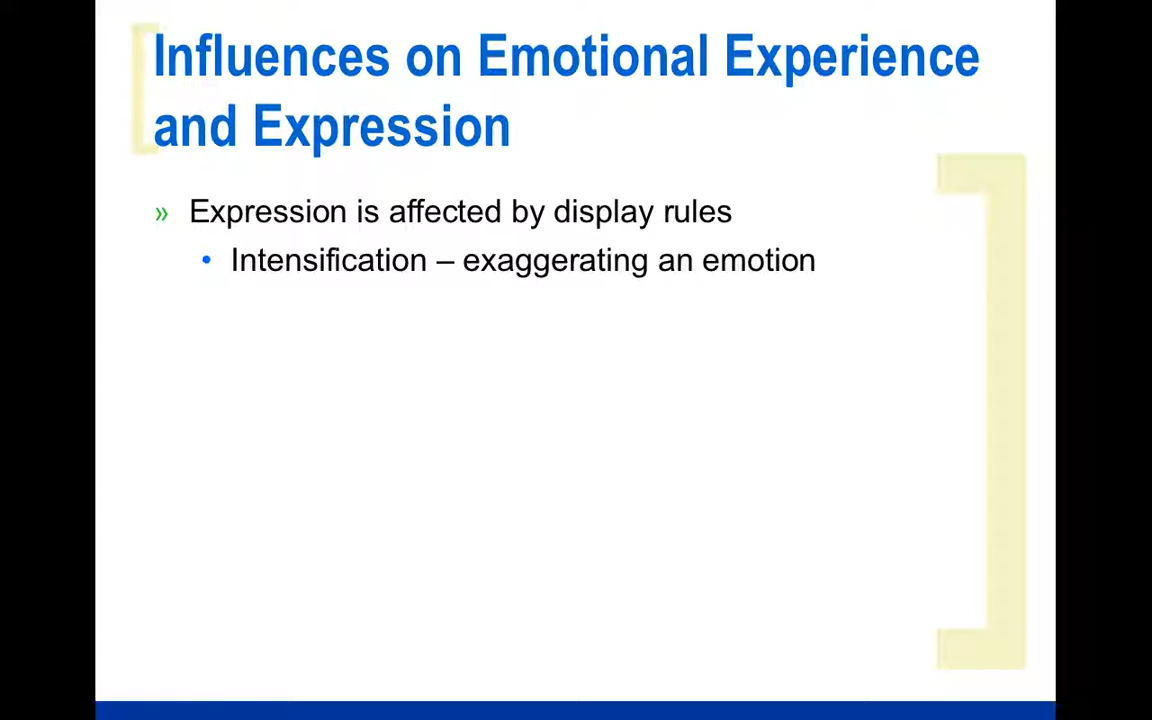 Influences on Emotional Experience
and Expression
» Expression is affected by display rules
• Intensification – exaggerating an emotion